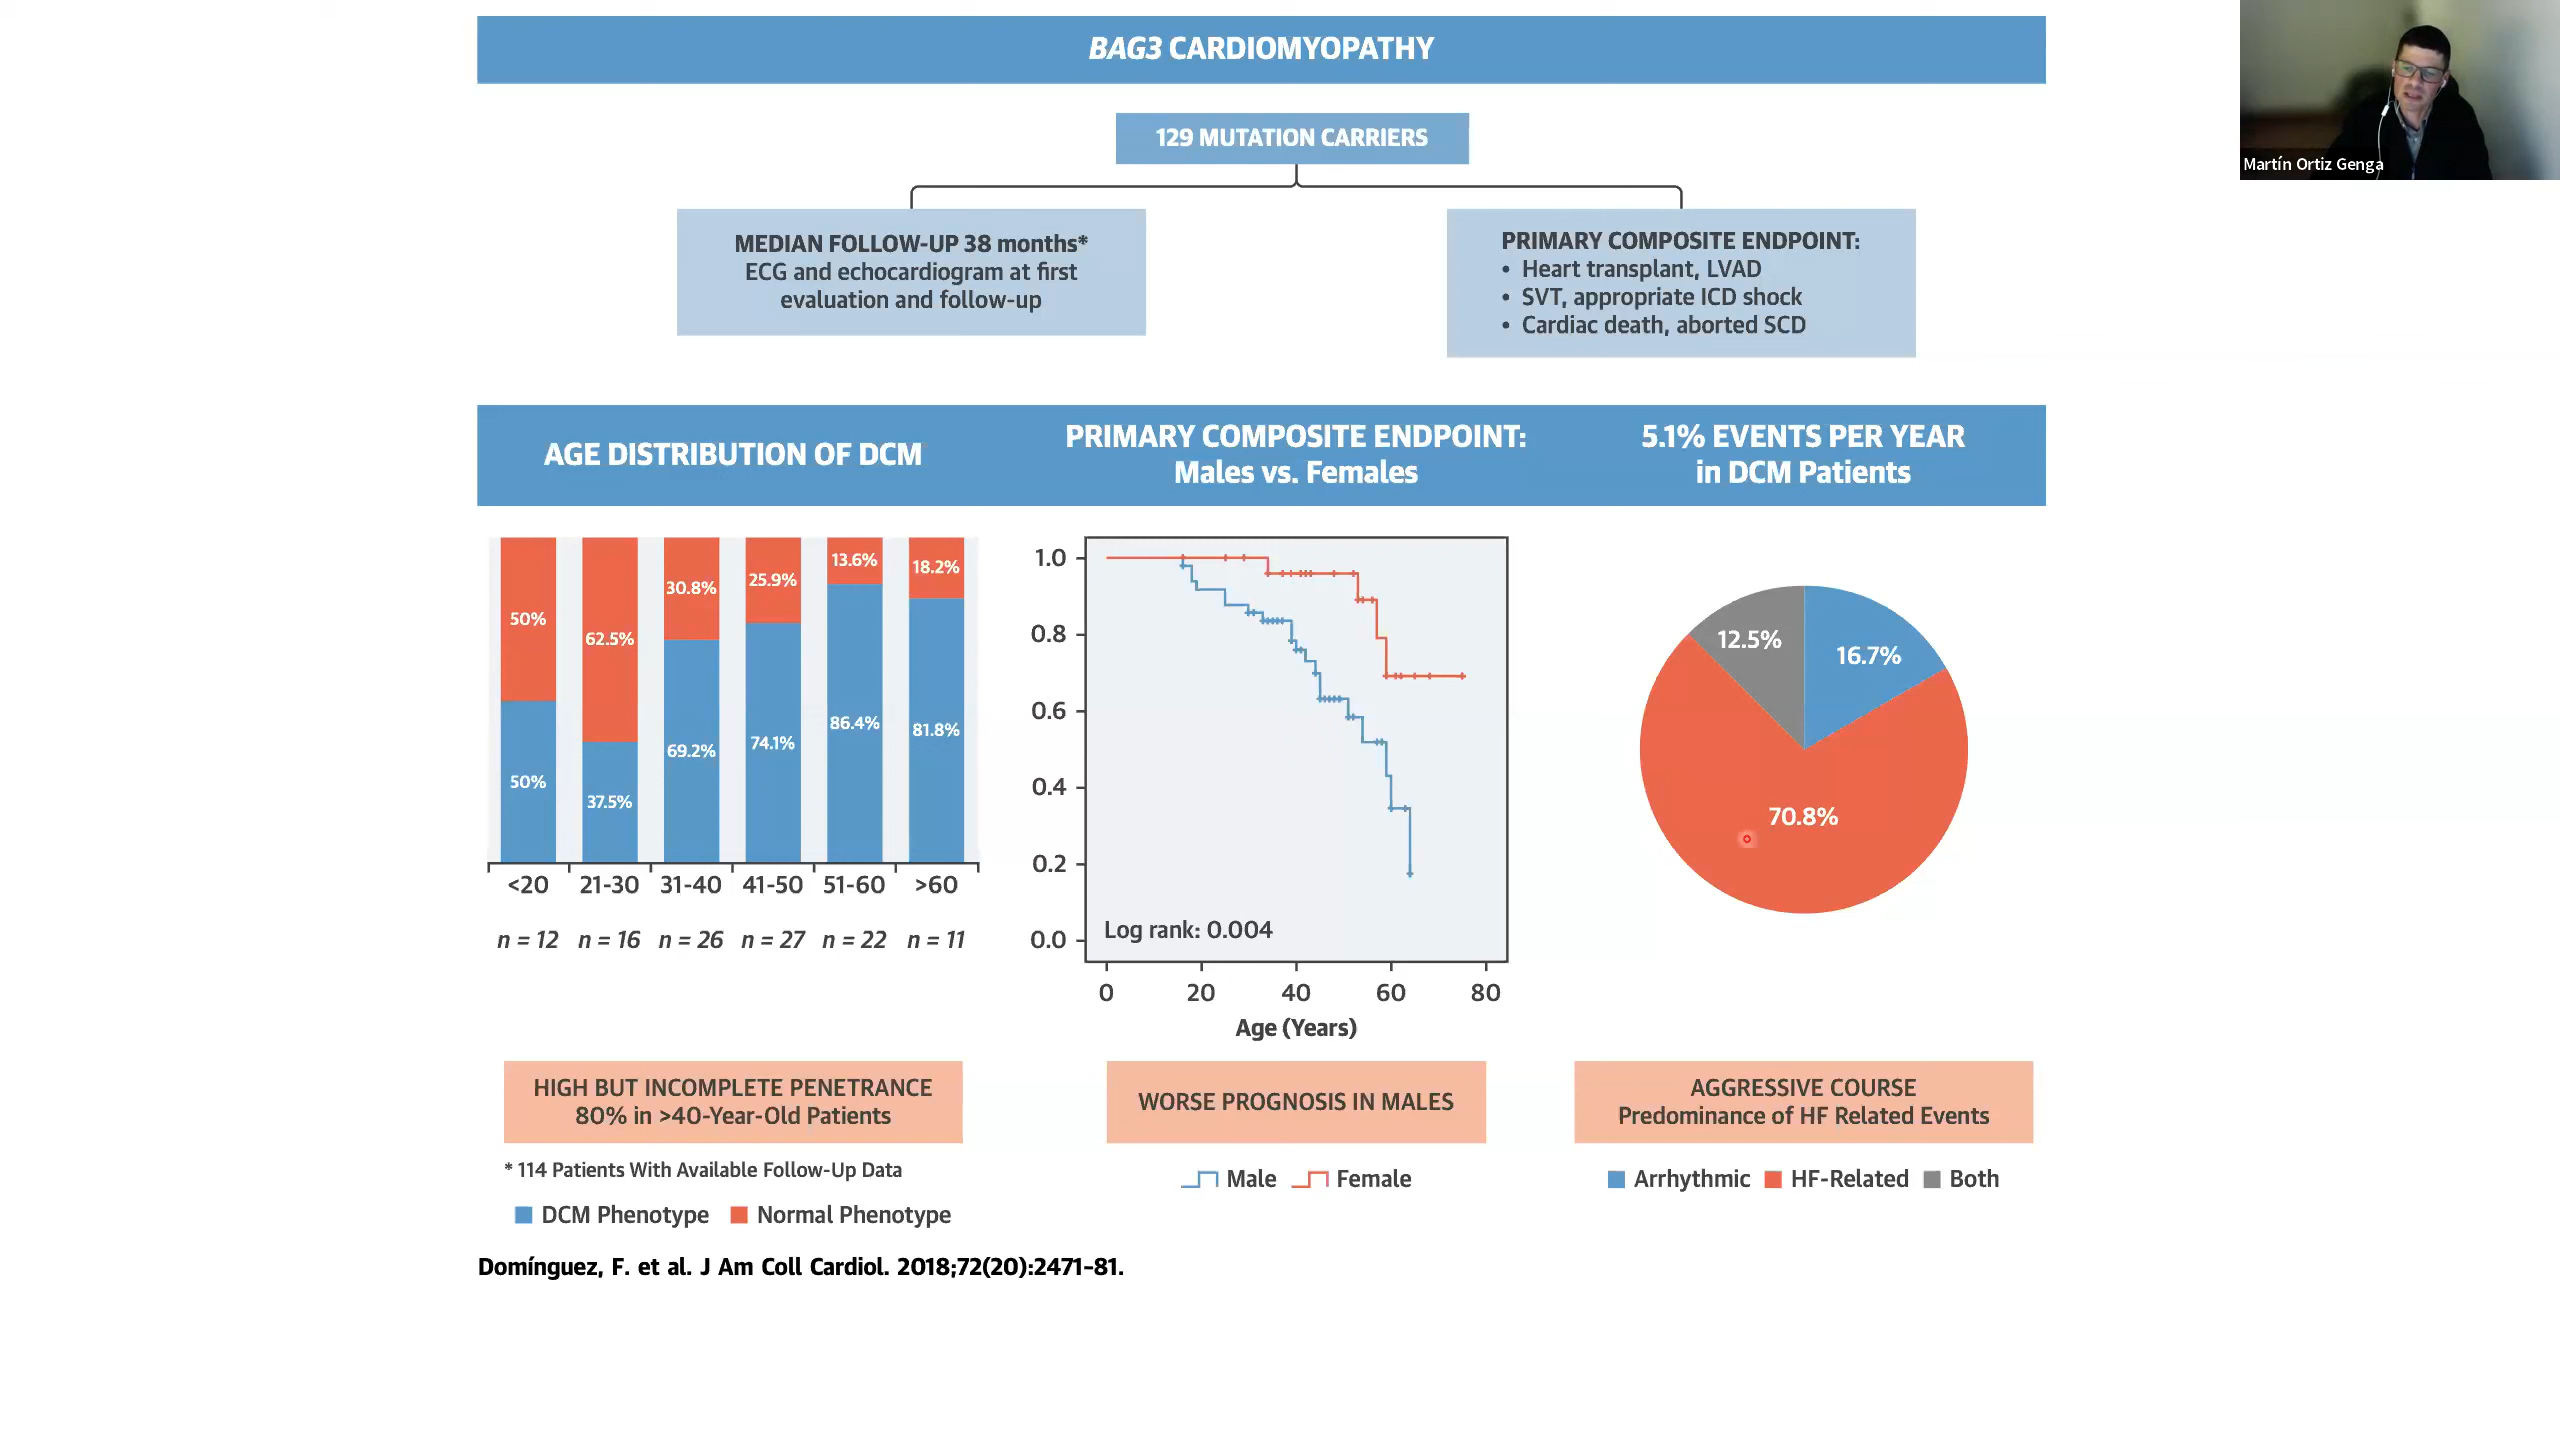 BAG3 CARDIOMYOPATHY
Martín Ortiz Genga
129 MUTATION CARRIERS
MEDIAN FOLLOW-UP 38 months*
ECG and echocardiogram at first
evaluation and follow-up
PRIMARY COMPOSITE ENDPOINT:
• Heart transplant, LVAD
• SVT, appropriate ICD shock
• Cardiac death, aborted SCD
AGE DISTRIBUTION OF DCM
PRIMARY COMPOSITE ENDPOINT:
Males vs. Females
5.1% EVENTS PER YEAR
in DCM Patients
50% 62.5% 30.8% 25.9% 13.6% 18.2%
50% 37.5% 69.2% 74.1% 86.4% 81.8%
<20 21-30 31-40 41-50 51-60 >60
n = 12 n = 16 n = 26 n = 27 n = 22 n = 11
HIGH BUT INCOMPLETE PENETRANCE
80% in >40-Year-Old Patients
* 114 Patients With Available Follow-Up Data
DCM Phenotype Normal Phenotype
1.0
0.8
0.6
0.4
0.2
0.0
Log rank: 0.004
0 20 40 60 80
Age (Years)
WORSE PROGNOSIS IN MALES
Male Female
12.5% 16.7%
70.8%
AGGRESSIVE COURSE
Predominance of HF Related Events
Arrhythmic HF-Related Both
Domínguez, F. et al. J Am Coll Cardiol. 2018;72(20):2471-81.